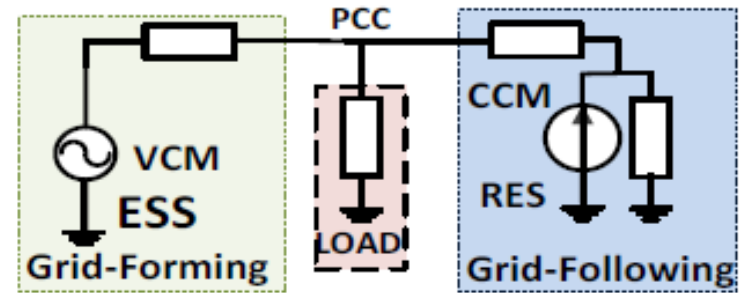 PCC
VCM
ESS
Grid-Forming
LOAD
CCM
RES
Grid-Following